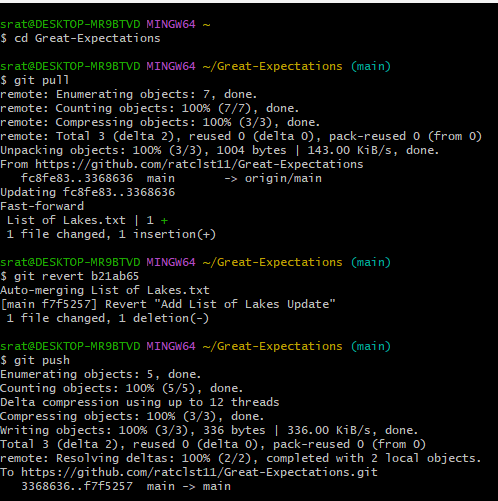 srat@DESKTOP-MR9BTVD MINGW64 ~
$ cd Great-Expectations
srat@DESKTOP-MR9BTVD MINGW64 ~/Great-Expectations (main)
$ git pull
remote: Enumerating objects: 7, done.
remote: Counting objects: 100% (7/7), done.
remote: Compressing objects: 100% (3/3), done.
remote: Total 3 (delta 2), reused 0 (delta 0), pack-reused 0 (from 0)
Unpacking objects: 100% (3/3), 1004 bytes | 143.00 KiB/s, done.
From https://github.com/ratclst11/Great-Expectations
   fc8fe83..3368636  main       -> origin/main
Updating fc8fe83..3368636
Fast-forward
 List of Lakes.txt | 1 +
 1 file changed, 1 insertion(+)
srat@DESKTOP-MR9BTVD MINGW64 ~/Great-Expectations (main)
$ git revert b21ab65
Auto-merging List of Lakes.txt
[main f7f5257] Revert "Add List of Lakes Update"
 1 file changed, 1 deletion(-)
srat@DESKTOP-MR9BTVD MINGW64 ~/Great-Expectations (main)
$ git push
Enumerating objects: 5, done.
Counting objects: 100% (5/5), done.
Delta compression using up to 12 threads
Compressing objects: 100% (3/3), done.
Writing objects: 100% (3/3), 336 bytes | 336.00 KiB/s, done.
Total 3 (delta 2), reused 0 (delta 0), pack-reused 0 (from 0)
remote: Resolving deltas: 100% (2/2), completed with 2 local objects.
To https://github.com/ratclst11/Great-Expectations.git
   3368636..f7f5257  main -> main